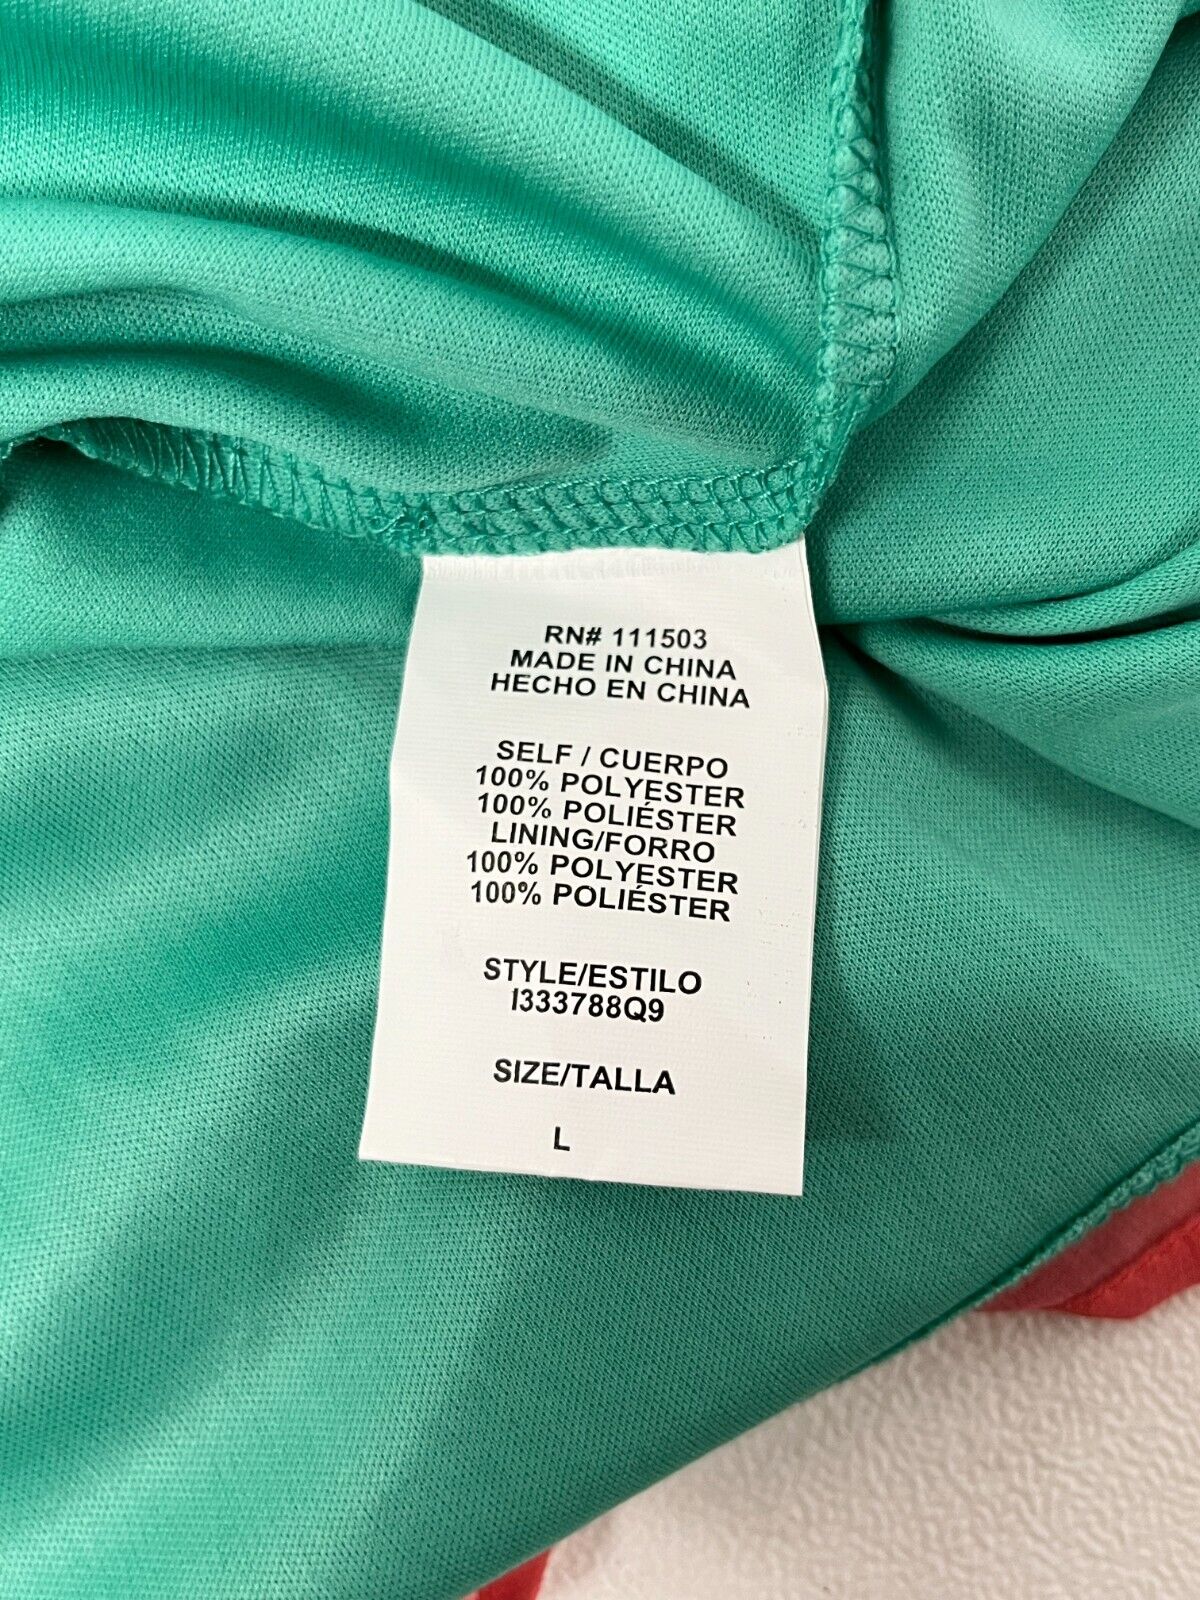 RN# 111503
MADE IN CHINA
HECHO EN CHINA
SELF / CUERPO
100% POLYESTER
100% POLIÉSTER
LINING/FORRO
100% POLYESTER
100% POLIÉSTER
STYLE/ESTILO
I333788Q9
SIZE/TALLA
L